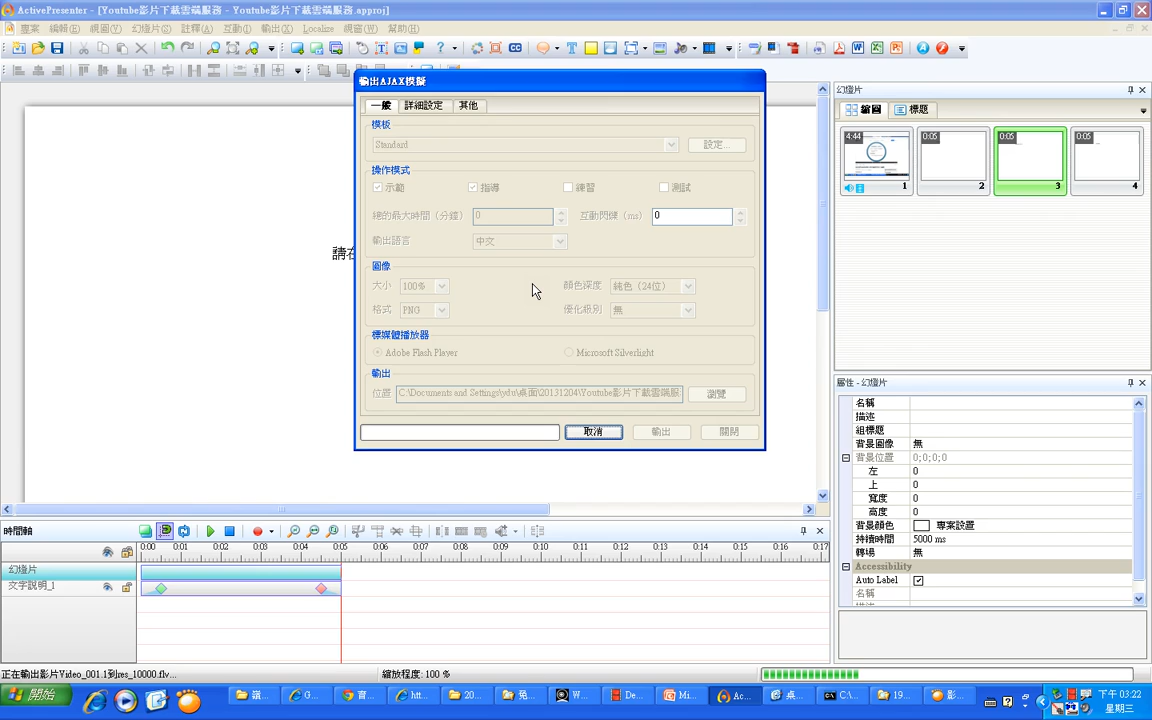 ActivePresenter - [Youtube影片下載雲端服務 - Youtube影片下載雲端服務.approj]
專案 編輯(E) 視圖(V) 幻燈片(S) 註釋(A) 互動(I) 輸出(X) Localize 視窗(W) 幫助(H)
輸出AJAX模擬
一般 詳細設定 其他
模板
Standard 設定...
操作模式
示範 指導 練習 測試
總的最大時間（分鐘） 0 互動閃爍（ms） 0
輸出語言 中文
圖像
大小 100% 顏色深度 純色（24位）
格式 PNG 優化級別 無
標媒體播放器
Adobe Flash Player Microsoft Silverlight
輸出
位置 C:\Documents and Settings\ydu\桌面\20131204\Youtube影片下載雲端服 瀏覽
取消 輸出 關閉
請在
幻燈片
縮圖 標題
4:44 0:05 0:05 0:05
1 2 3 4
屬性 - 幻燈片
名稱
描述
組標題
背景圖像 無
背景位置 0;0;0;0
左 0
上 0
寬度 0
高度 0
背景顏色 專案設置
持續時間 5000 ms
轉場 無
Accessibility
Auto Label
名稱
時間軸
0:00 0:01 0:02 0:03 0:04 0:05 0:06 0:07 0:08 0:09 0:10 0:11 0:12 0:13 0:14 0:15 0:16 0:17
幻燈片
文字說明_1
正在輸出影片Video_001.1到res_10000.flv... 縮放程度: 100 %
開始 G... 育... htt... 20... 兔... W... De... Mi... Ac... 桌... C:\... 19... 影... 下午 03:22
星期三